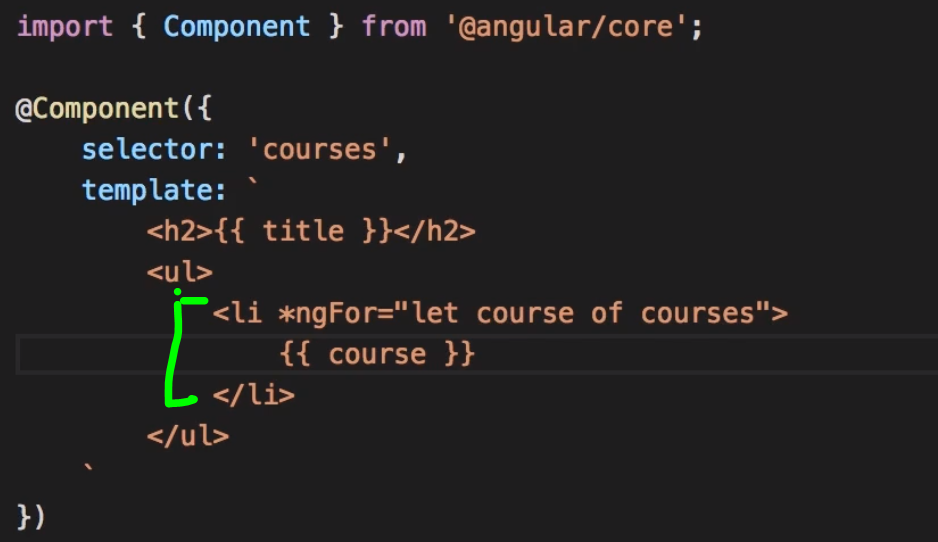 import { Component } from '@angular/core';

@Component({
    selector: 'courses',
    template: `
        <h2>{{ title }}</h2>
        <ul>
            <li *ngFor="let course of courses">
                {{ course }}
            </li>
        </ul>
    `
})